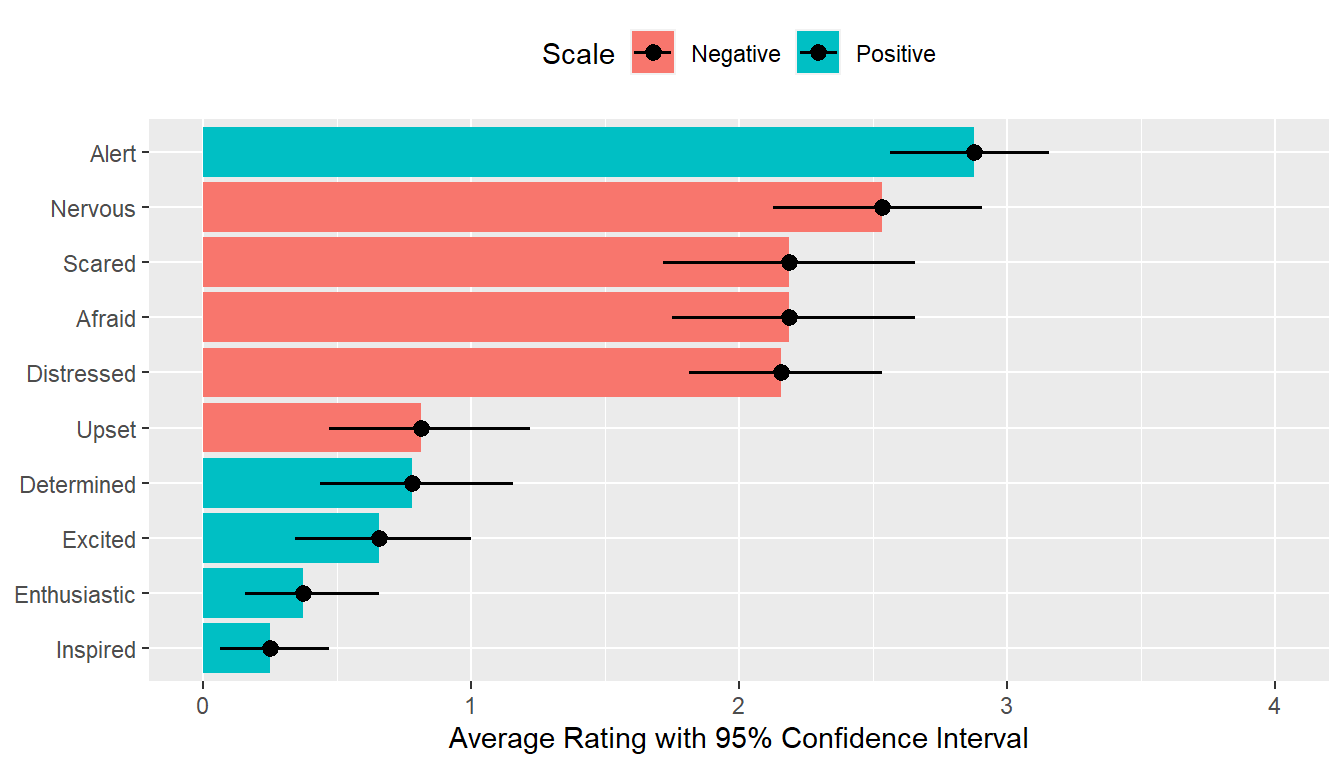 Scale Negative Positive
Alert
Nervous
Scared
Afraid
Distressed
Upset
Determined
Excited
Enthusiastic
Inspired
0 1 2 3 4
Average Rating with 95% Confidence Interval